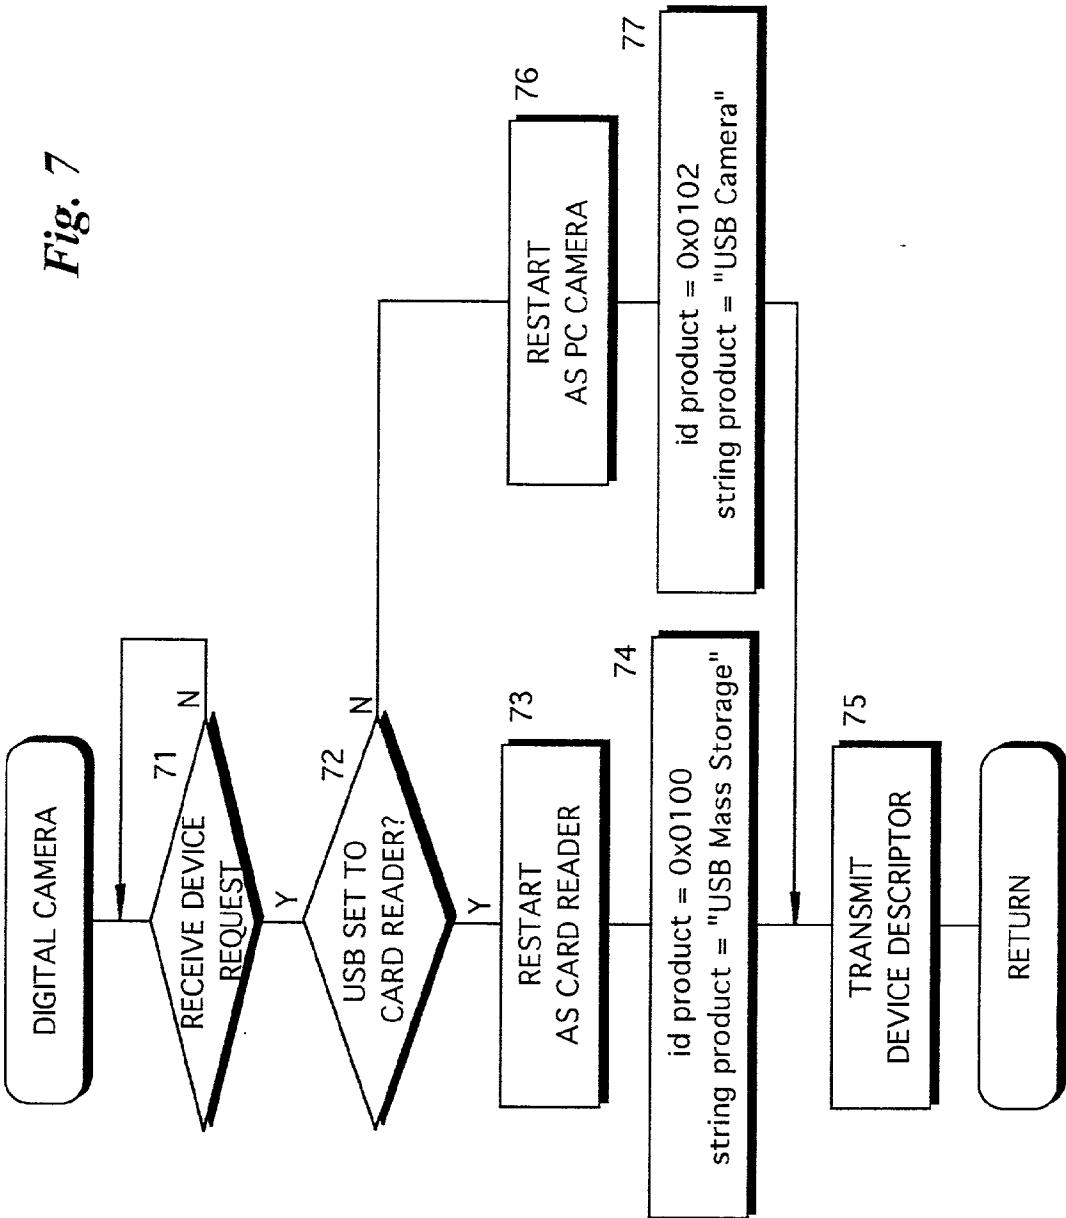 Fig. 7
DIGITAL CAMERA
71
RECEIVE DEVICE
REQUEST
N
Y
72
USB SET TO
CARD READER?
N
Y
73
RESTART
AS CARD READER
74
id product = 0x0100
string product = "USB Mass Storage"
76
RESTART
AS PC CAMERA
77
id product = 0x0102
string product = "USB Camera"
75
TRANSMIT
DEVICE DESCRIPTOR
RETURN